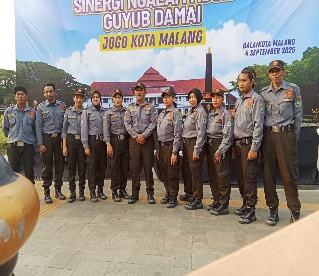 SINERGI NGALAM
GUYUB DAMAI
JOGO KOTA MALANG
BALAIKOTA MALANG
4 SEPTEMBER 2025